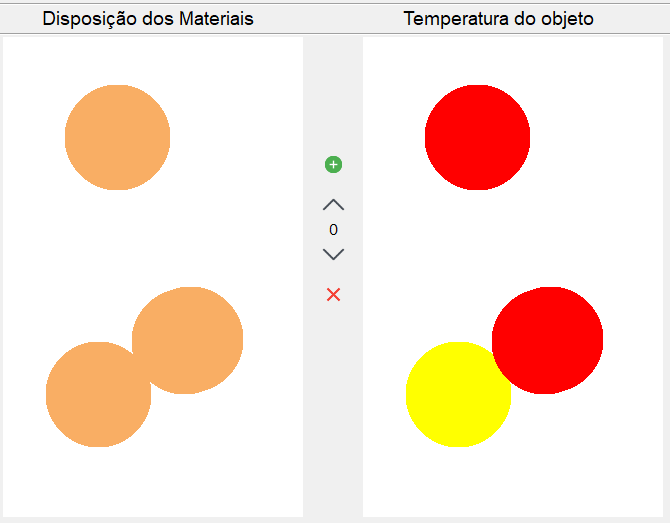 Disposição dos Materiais
Temperatura do objeto
0